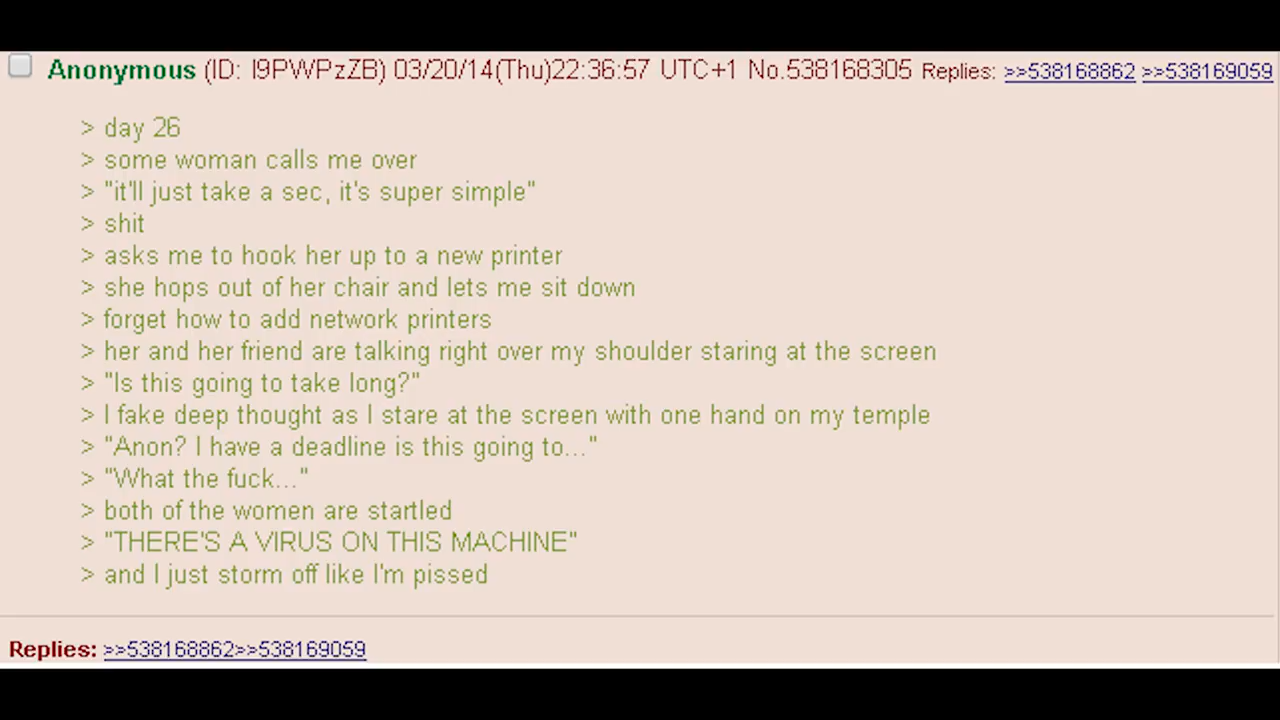 Anonymous (ID: I9PWPzZB) 03/20/14(Thu)22:36:57 UTC+1 No.538168305 Replies: >>538168862 >>538169059
> day 26
> some woman calls me over
> "it'll just take a sec, it's super simple"
> shit
> asks me to hook her up to a new printer
> she hops out of her chair and lets me sit down
> forget how to add network printers
> her and her friend are talking right over my shoulder staring at the screen
> "Is this going to take long?"
> I fake deep thought as I stare at the screen with one hand on my temple
> "Anon? I have a deadline is this going to..."
> "What the fuck..."
> both of the women are startled
> "THERE'S A VIRUS ON THIS MACHINE"
> and I just storm off like I'm pissed
Replies: >>538168862>>538169059